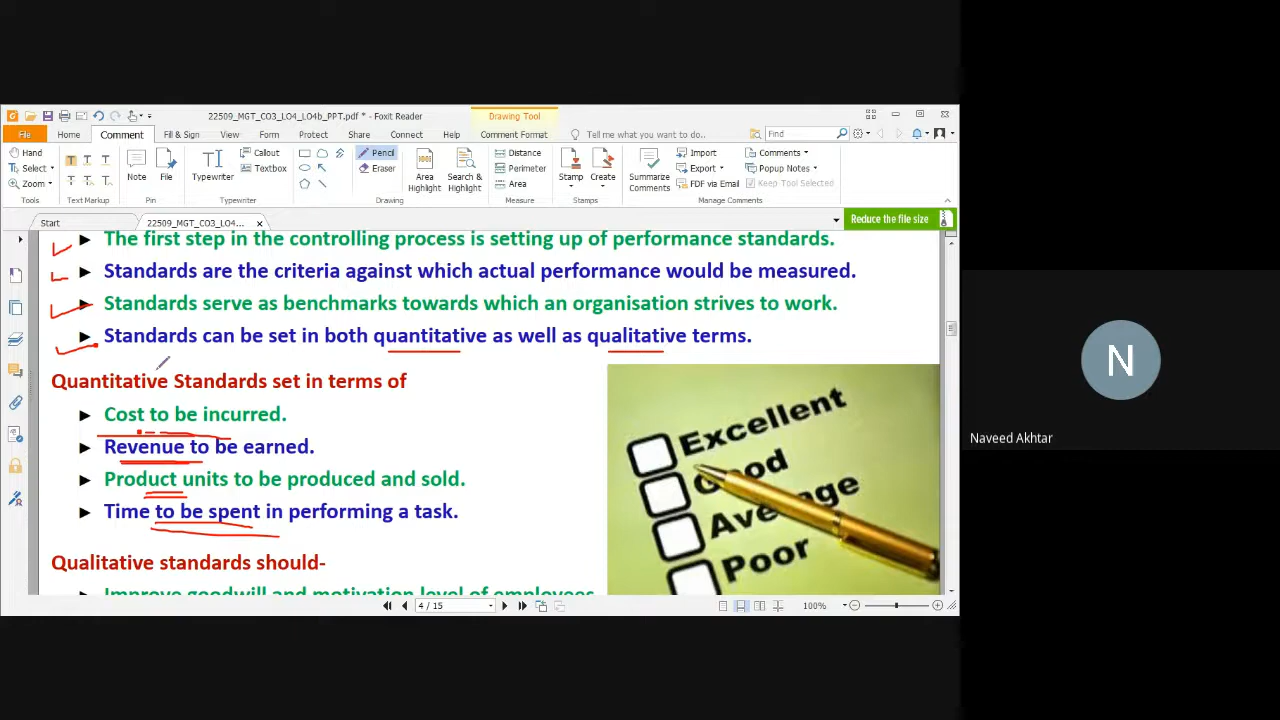 22509_MGT_CO3_LO4_LO4b_PPT.pdf * - Foxit Reader
Drawing Tool
File Home Comment Fill & Sign View Form Protect Share Connect Help Comment Format Tell me what you want to do.. Find
Hand
Select
Zoom
Tools
Text Markup
Note
File
Pin
Typewriter
Callout
Textbox
Typewriter
Pencil
Eraser
Drawing
Area Highlight
Search & Highlight
Distance
Perimeter
Area
Measure
Stamp
Create
Stamps
Summarize Comments
Import
Export
FDF via Email
Comments
Popup Notes
Keep Tool Selected
Manage Comments
Start
22509_MGT_CO3_LO4...
Reduce the file size
The first step in the controlling process is setting up of performance standards.
Standards are the criteria against which actual performance would be measured.
Standards serve as benchmarks towards which an organisation strives to work.
Standards can be set in both quantitative as well as qualitative terms.
Quantitative Standards set in terms of
Cost to be incurred.
Revenue to be earned.
Product units to be produced and sold.
Time to be spent in performing a task.
Qualitative standards should-
Improve goodwill and motivation level of employees
Excellent
Good
Average
Poor
4 / 15
100%
N
Naveed Akhtar